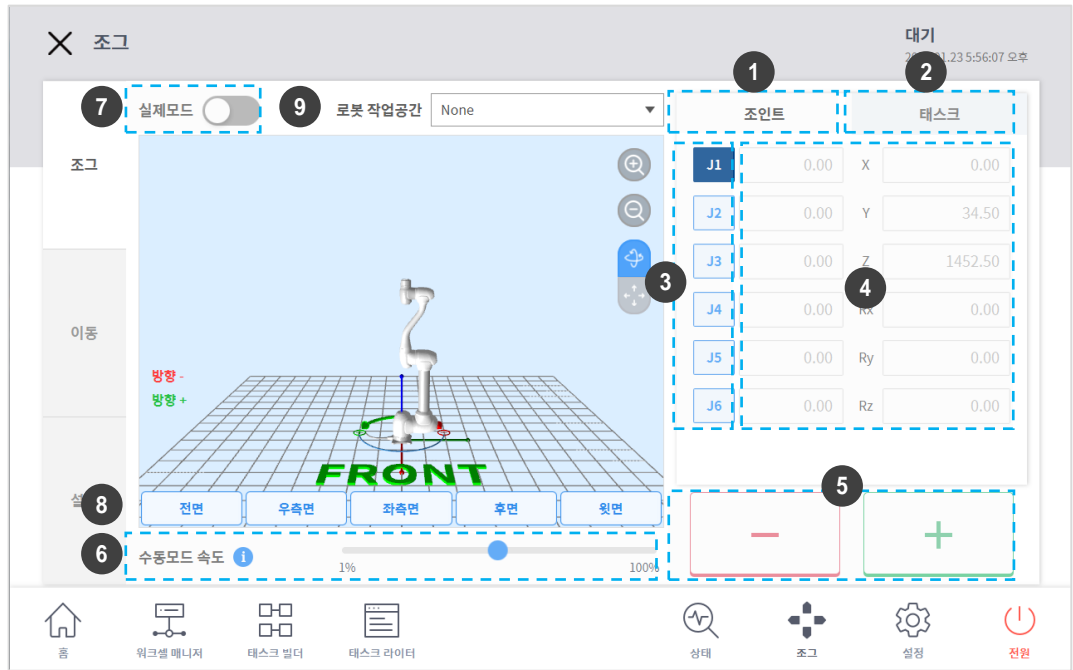 조그
대기
.23 5:56:07 오후
1
2
7
실제모드
9
로봇 작업공간
None
조인트
태스크
조그
이동
J1
0.00
X
0.00
J2
0.00
Y
34.50
J3
0.00
Z
1452.50
3
4
J4
0.00
Rx
0.00
J5
0.00
Ry
0.00
J6
0.00
Rz
0.00
방향 -
방향 +
FRONT
8
전면
우측면
좌측면
후면
윗면
5
−
+
6
수동모드 속도
i
1%
100%
홈
워크셀 매니저
태스크 빌더
태스크 라이터
상태
조그
설정
전원